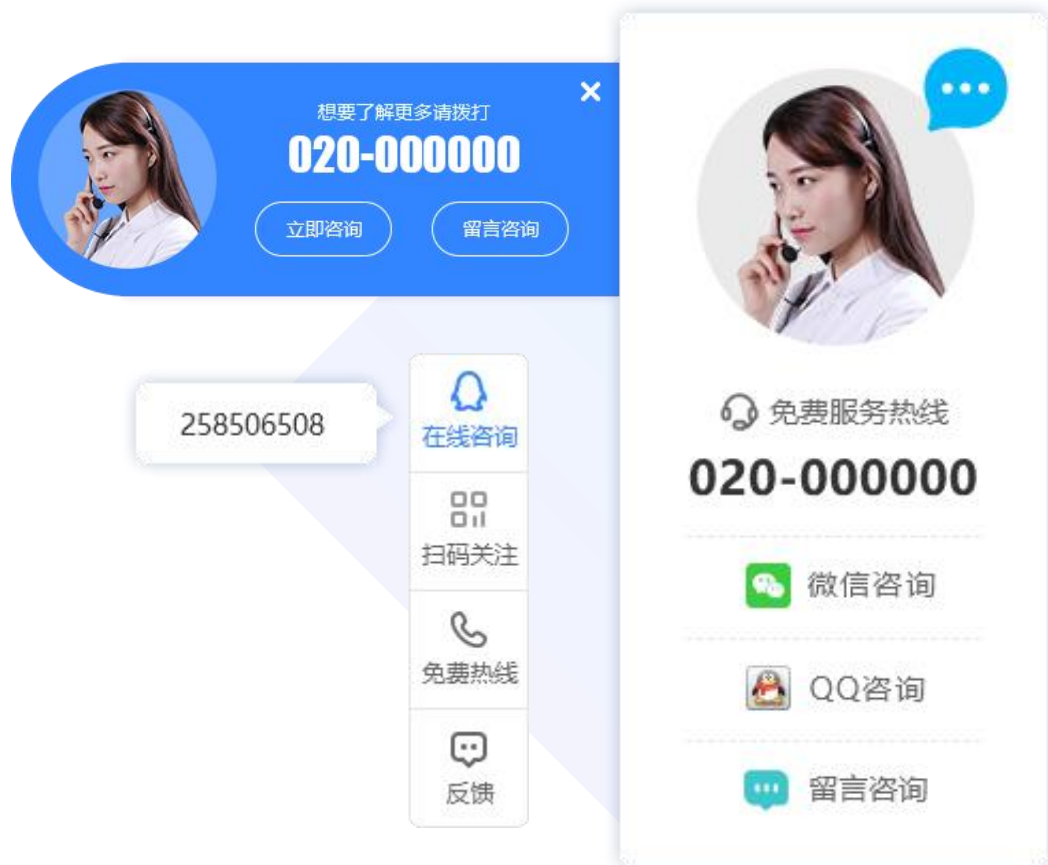 想要了解更多请拨打
020-000000
立即咨询
留言咨询
258506508
在线咨询
扫码关注
免费热线
反馈
免费服务热线
020-000000
微信咨询
QQ咨询
留言咨询